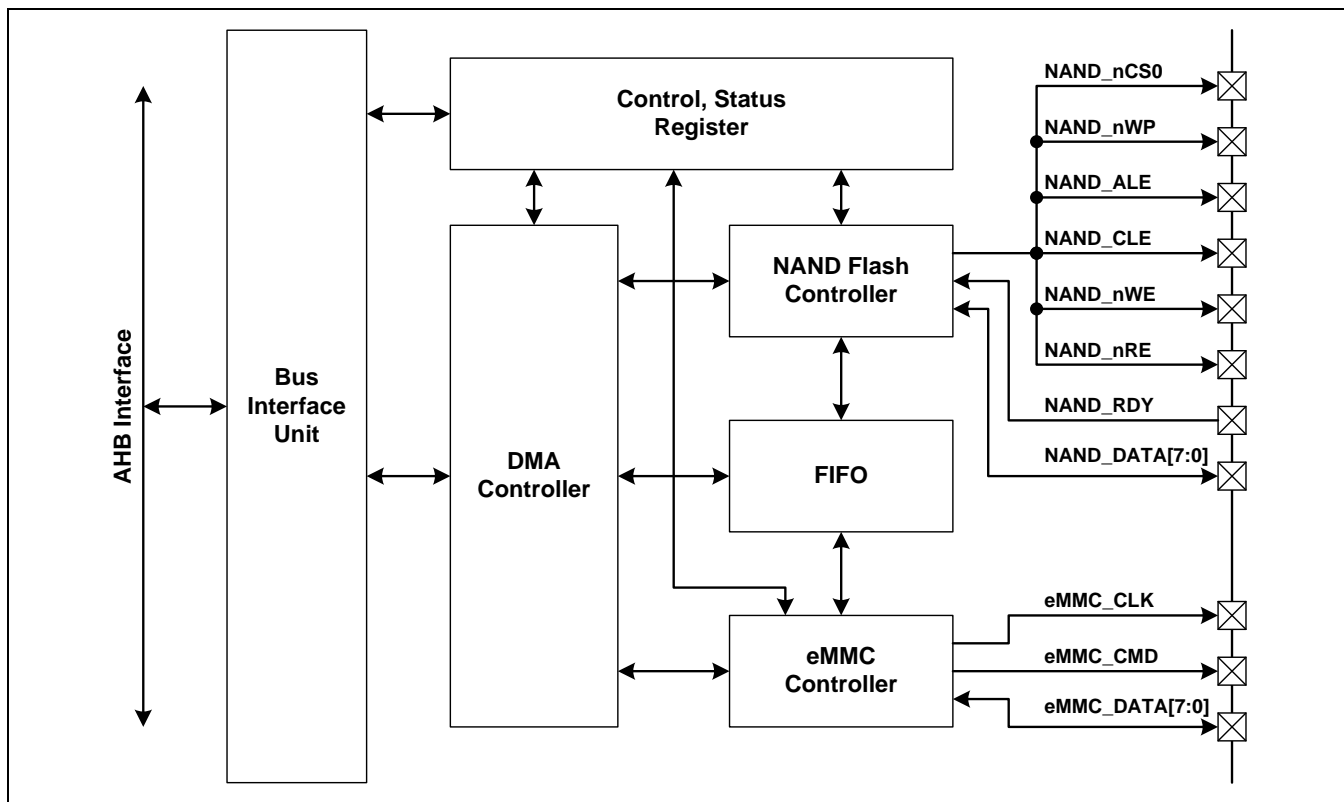 AHB Interface
Bus
Interface
Unit
Control, Status
Register
DMA
Controller
NAND Flash
Controller
FIFO
eMMC
Controller
NAND_nCS0
NAND_nWP
NAND_ALE
NAND_CLE
NAND_nWE
NAND_nRE
NAND_RDY
NAND_DATA[7:0]
eMMC_CLK
eMMC_CMD
eMMC_DATA[7:0]